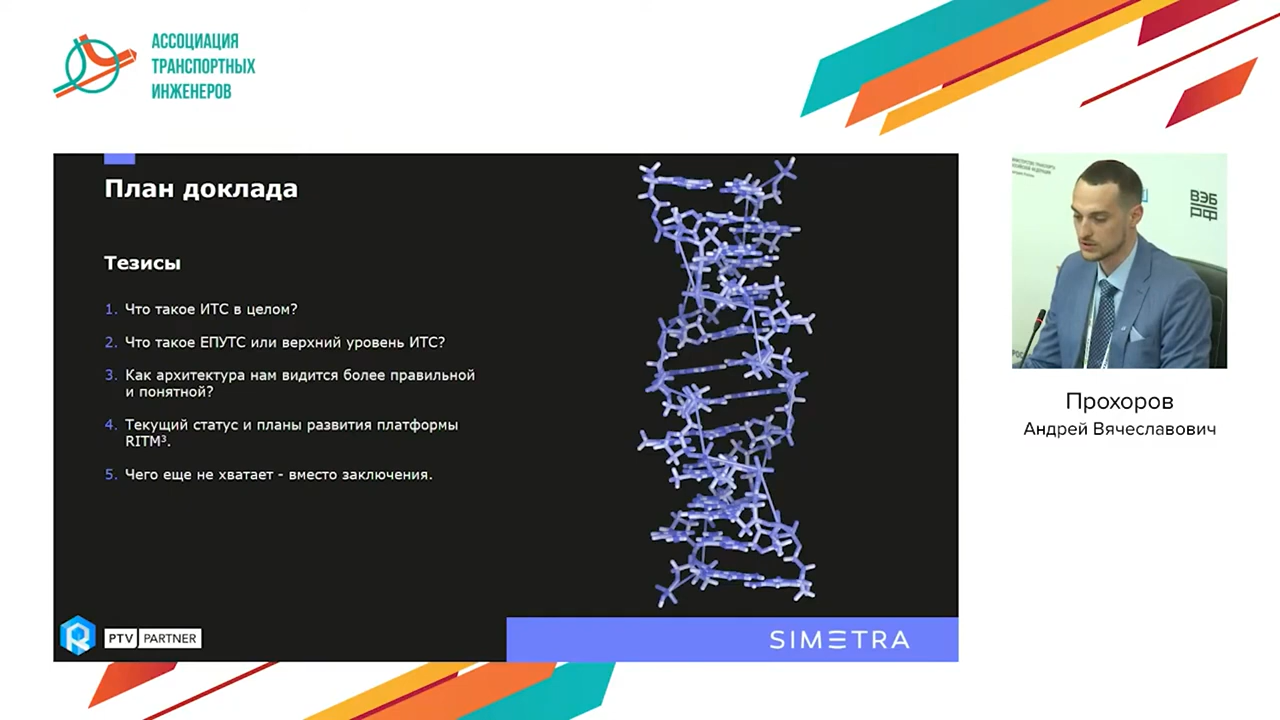 АССОЦИАЦИЯ
ТРАНСПОРТНЫХ
ИНЖЕНЕРОВ
План доклада
Тезисы
1. Что такое ИТС в целом?
2. Что такое ЕПУТС или верхний уровень ИТС?
3. Как архитектура нам видится более правильной
и понятной?
4. Текущий статус и планы развития платформы
RITM³.
5. Чего еще не хватает - вместо заключения.
PTV PARTNER
SIMETRA
ВЭБ
РФ
Прохоров
Андрей Вячеславович